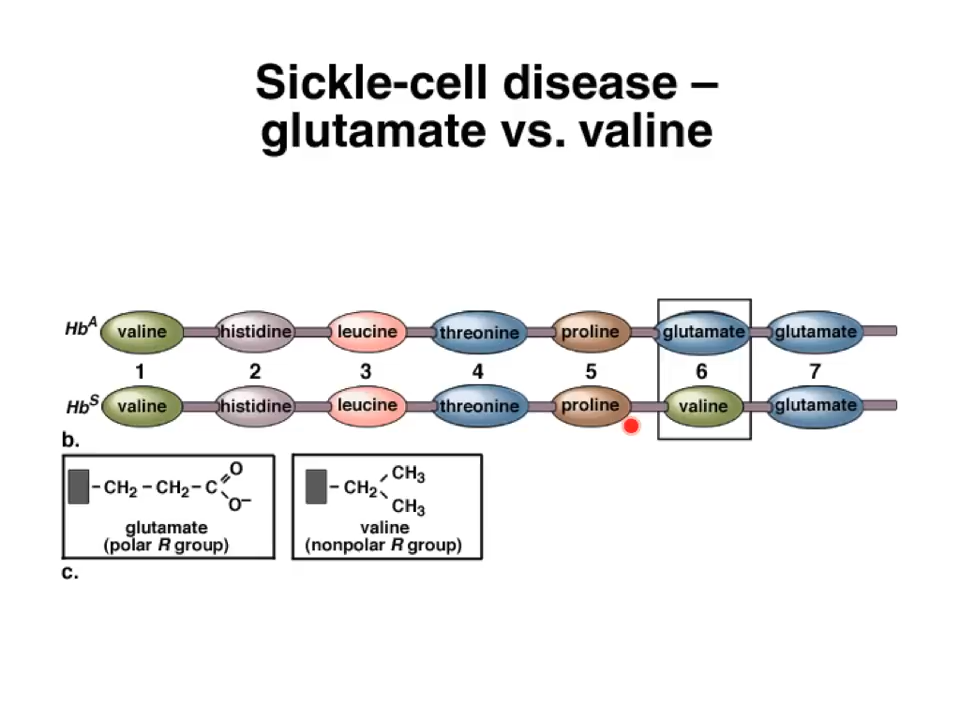 Sickle-cell disease –
glutamate vs. valine
Hb^A valine histidine leucine threonine proline glutamate glutamate
1 2 3 4 5 6 7
Hb^S valine histidine leucine threonine proline valine glutamate
b.
–CH₂–CH₂–C O O⁻
glutamate
(polar R group)
–CH₂ CH₃ CH₃
valine
(nonpolar R group)
c.